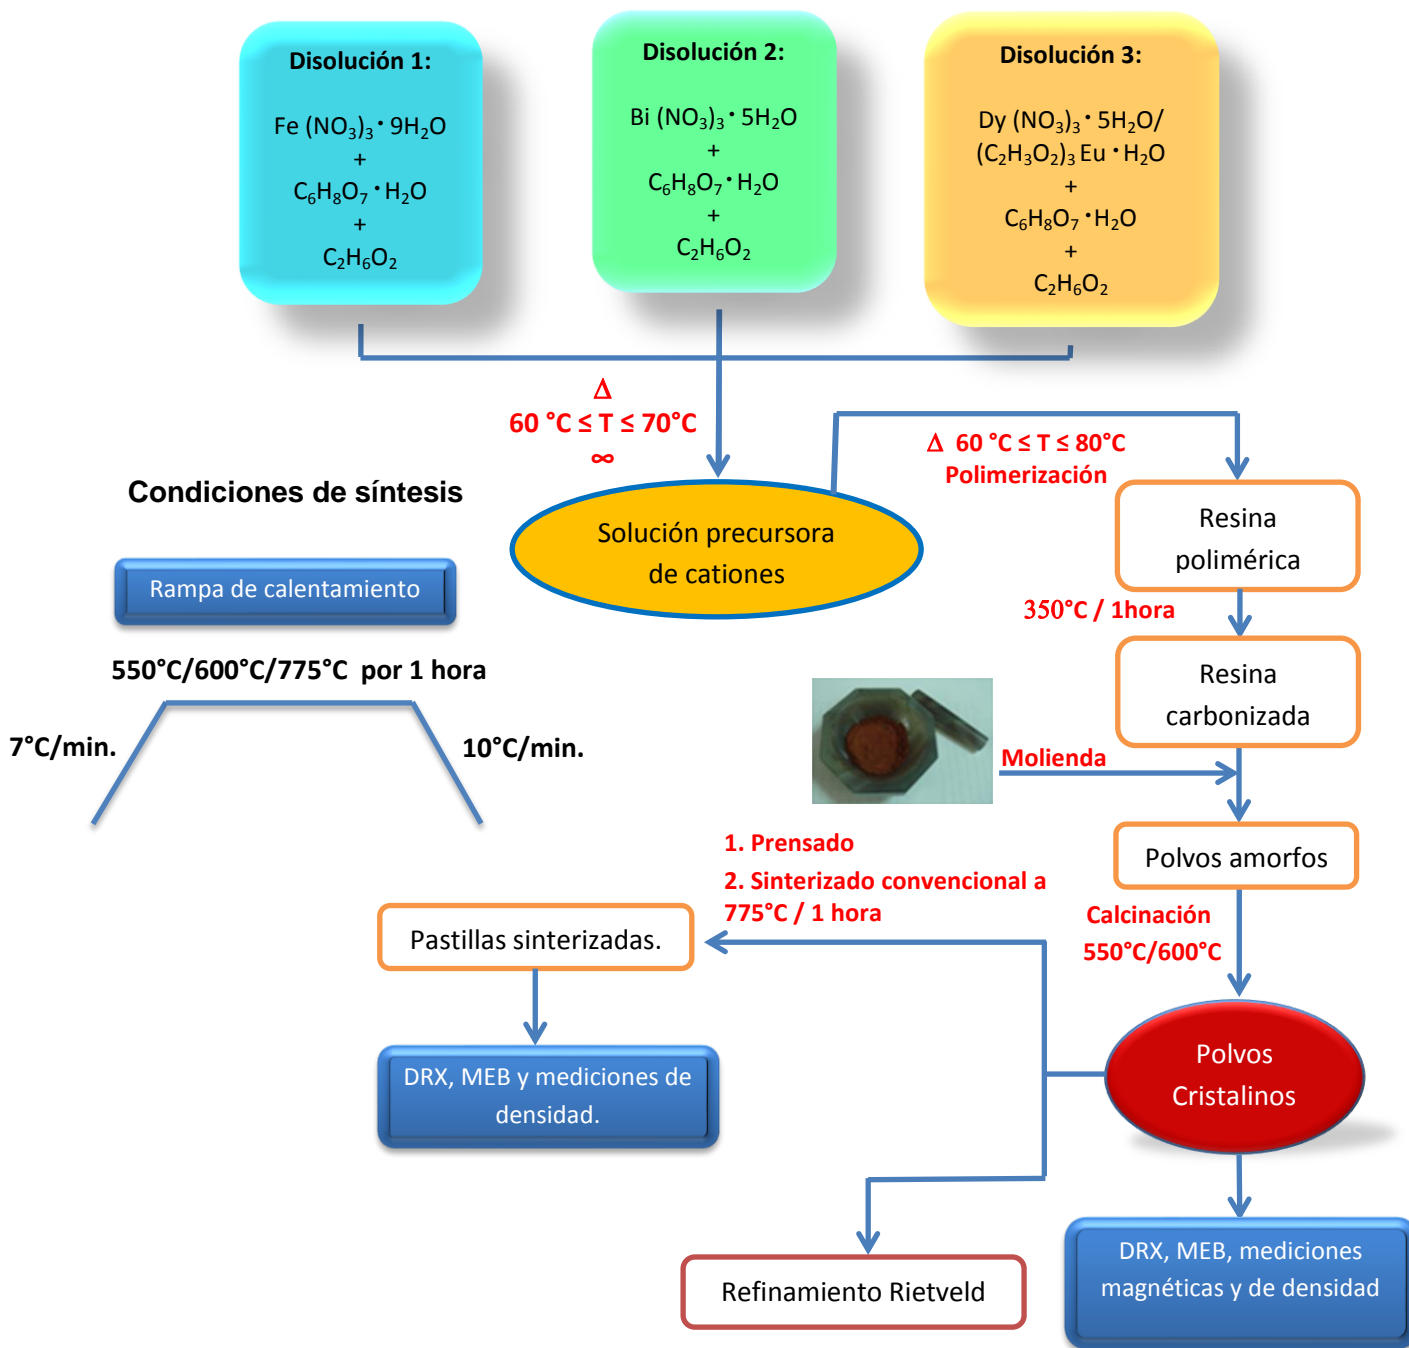 Disolución 1:
Fe (NO₃)₃ · 9H₂O
+
C₆H₈O₇ · H₂O
+
C₂H₆O₂
Disolución 2:
Bi (NO₃)₃ · 5H₂O
+
C₆H₈O₇ · H₂O
+
C₂H₆O₂
Disolución 3:
Dy (NO₃)₃ · 5H₂O/
(C₂H₃O₂)₃ Eu · H₂O
+
C₆H₈O₇ · H₂O
+
C₂H₆O₂
Δ
60 °C ≤ T ≤ 70°C
∞
Δ 60 °C ≤ T ≤ 80°C
Polimerización
Solución precursora
de cationes
Resina
polimérica
350°C / 1hora
Resina
carbonizada
Molienda
Polvos amorfos
Calcinación
550°C/600°C
Polvos
Cristalinos
Condiciones de síntesis
Rampa de calentamiento
550°C/600°C/775°C por 1 hora
7°C/min.
10°C/min.
1. Prensado
2. Sinterizado convencional a
775°C / 1 hora
Pastillas sinterizadas.
DRX, MEB y mediciones de
densidad.
Refinamiento Rietveld
DRX, MEB, mediciones
magnéticas y de densidad